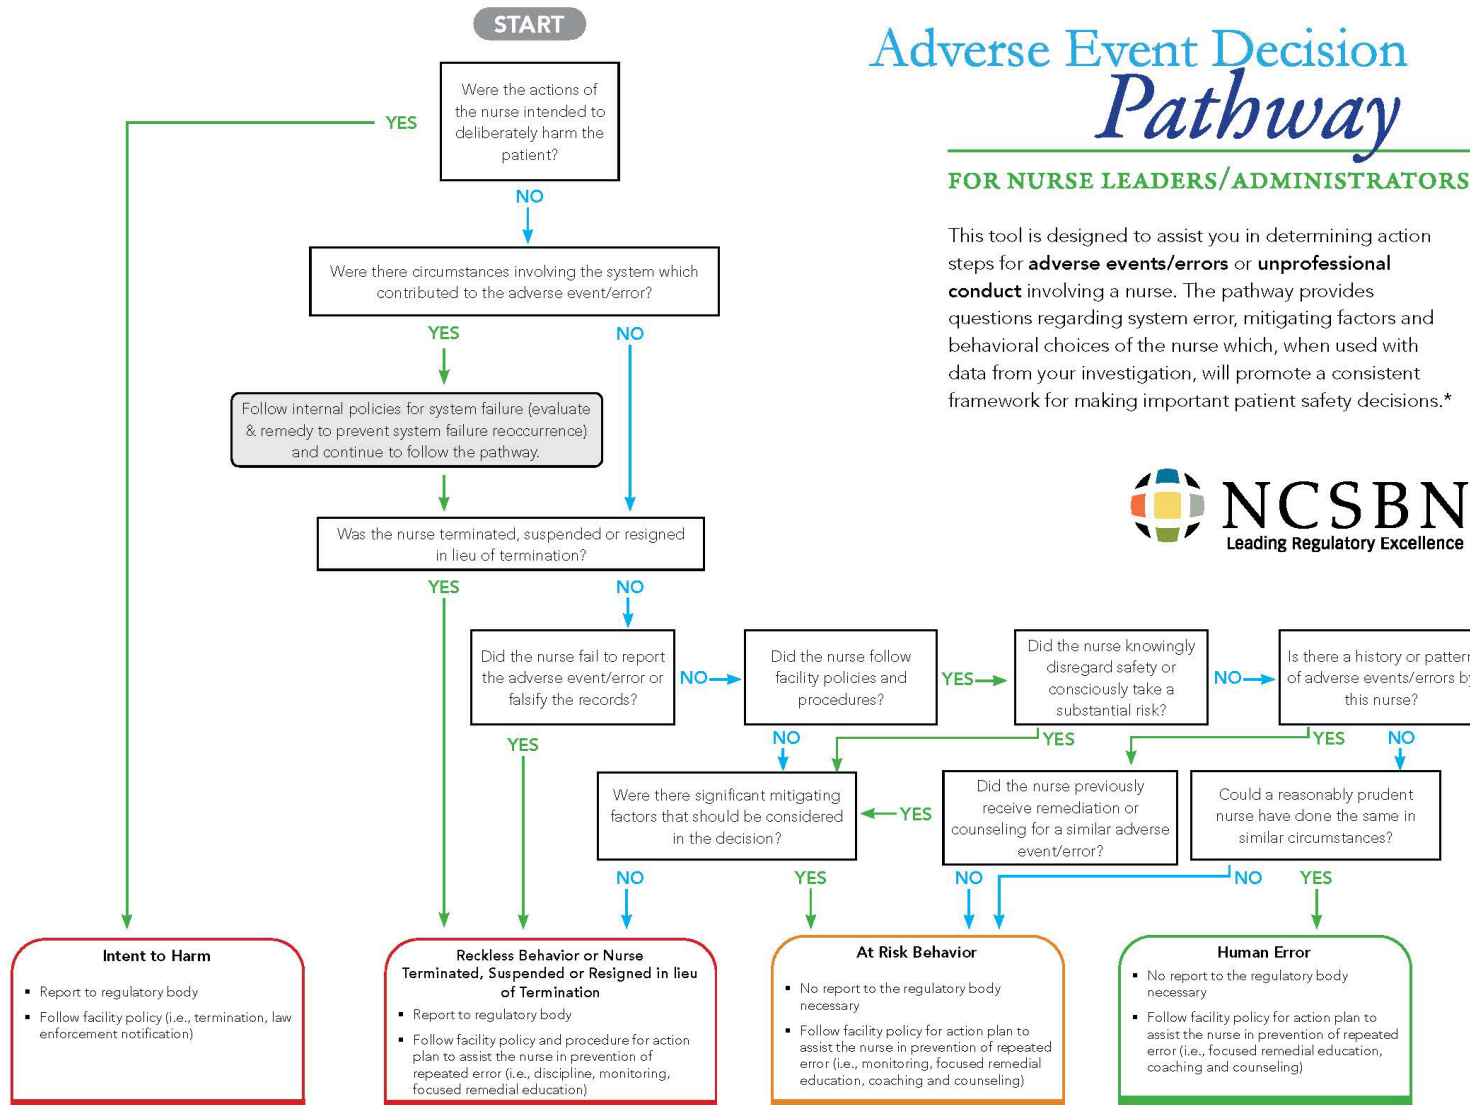 START
Adverse Event Decision
Pathway
FOR NURSE LEADERS/ADMINISTRATORS
This tool is designed to assist you in determining action
steps for adverse events/errors or unprofessional
conduct involving a nurse. The pathway provides
questions regarding system error, mitigating factors and
behavioral choices of the nurse which, when used with
data from your investigation, will promote a consistent
framework for making important patient safety decisions.*
NCSBN
Leading Regulatory Excellence
Were the actions of
the nurse intended to
deliberately harm the
patient?
YES
NO
Were there circumstances involving the system which
contributed to the adverse event/error?
YES
NO
Follow internal policies for system failure (evaluate
& remedy to prevent system failure reoccurrence)
and continue to follow the pathway.
Was the nurse terminated, suspended or resigned
in lieu of termination?
YES
NO
Did the nurse fail to report
the adverse event/error or
falsify the records?
NO
YES
Did the nurse follow
facility policies and
procedures?
YES
NO
Did the nurse knowingly
disregard safety or
consciously take a
substantial risk?
NO
YES
Is there a history or pattern
of adverse events/errors by
this nurse?
YES
NO
Were there significant mitigating
factors that should be considered
in the decision?
NO
YES
Did the nurse previously
receive remediation or
counseling for a similar adverse
event/error?
YES
NO
Could a reasonably prudent
nurse have done the same in
similar circumstances?
NO
YES
Intent to Harm
▪ Report to regulatory body
▪ Follow facility policy (i.e., termination, law
enforcement notification)
Reckless Behavior or Nurse
Terminated, Suspended or Resigned in lieu
of Termination
▪ Report to regulatory body
▪ Follow facility policy and procedure for action
plan to assist the nurse in prevention of
repeated error (i.e., discipline, monitoring,
focused remedial education)
At Risk Behavior
▪ No report to the regulatory body
necessary
▪ Follow facility policy for action plan to
assist the nurse in prevention of repeated
error (i.e., monitoring, focused remedial
education, coaching and counseling)
Human Error
▪ No report to the regulatory body
necessary
▪ Follow facility policy for action plan to
assist the nurse in prevention of repeated
error (i.e., focused remedial education,
coaching and counseling)